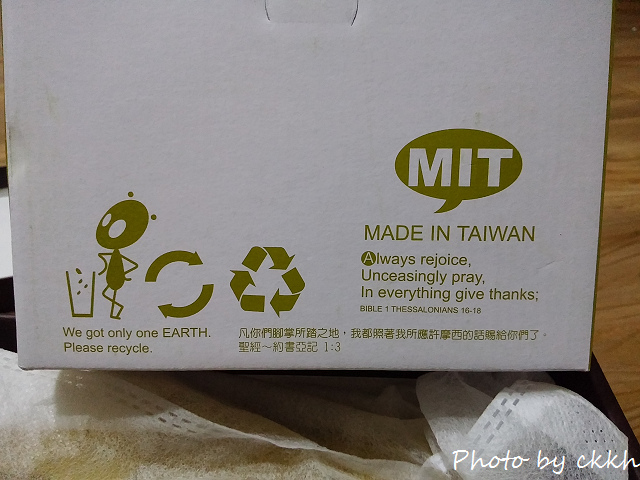 MIT
MADE IN TAIWAN
Always rejoice,
Unceasingly pray,
In everything give thanks;
BIBLE 1 THESSALONIANS 16-18
We got only one EARTH.
Please recycle.
凡你們腳掌所踏之地，我都照著我所應許摩西的話賜給你們了。
聖經～約書亞記 1:3
Photo by ckkh